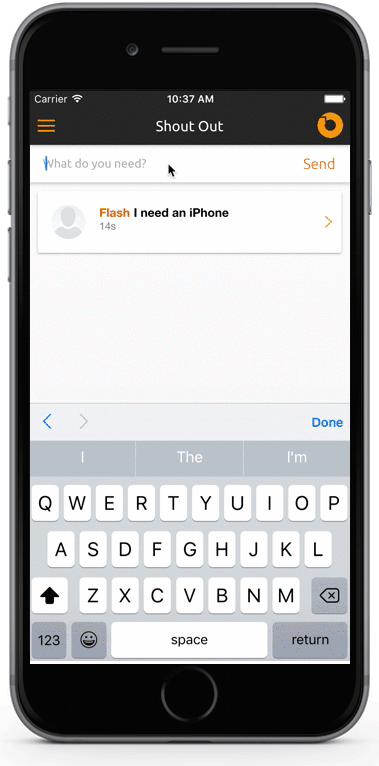 Carrier 10:37 AM
Shout Out
What do you need? Send
Flash I need an iPhone
14s
Done
I The I'm
Q W E R T Y U I O P
A S D F G H J K L
Z X C V B N M
123 space return